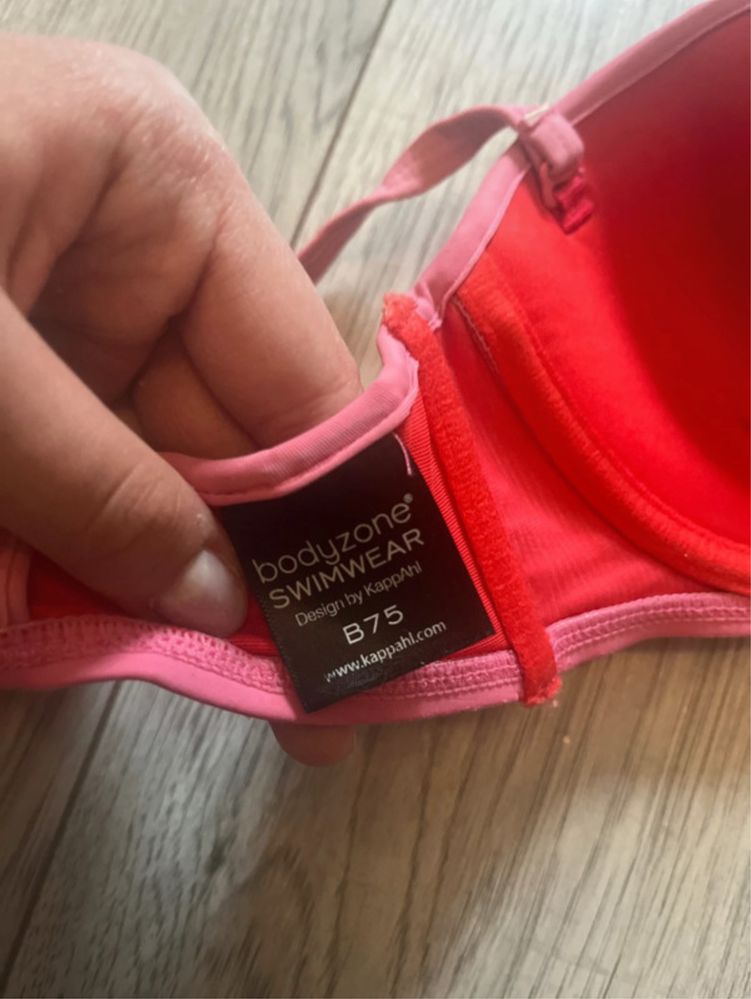 bodyzone®
SWIMWEAR
Design by KappAhl
B75
www.kappahl.com